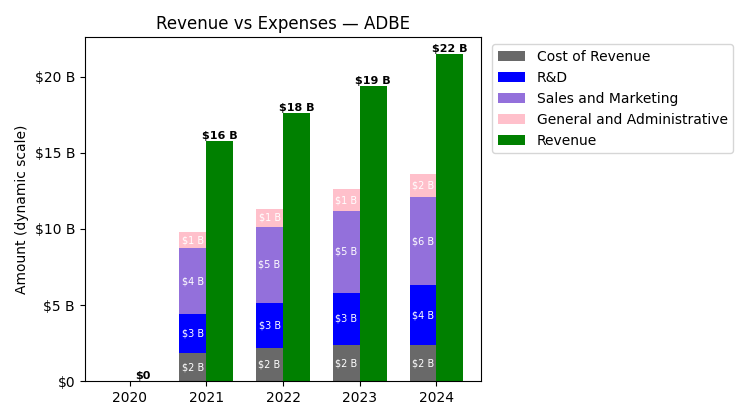 Revenue vs Expenses — ADBE
Amount (dynamic scale)
$20 B
$15 B
$10 B
$5 B
$0
2020
2021
2022
2023
2024
$0
$16 B
$1 B
$4 B
$3 B
$2 B
$18 B
$1 B
$5 B
$3 B
$2 B
$19 B
$1 B
$5 B
$3 B
$2 B
$22 B
$2 B
$6 B
$4 B
$2 B
Cost of Revenue
R&D
Sales and Marketing
General and Administrative
Revenue